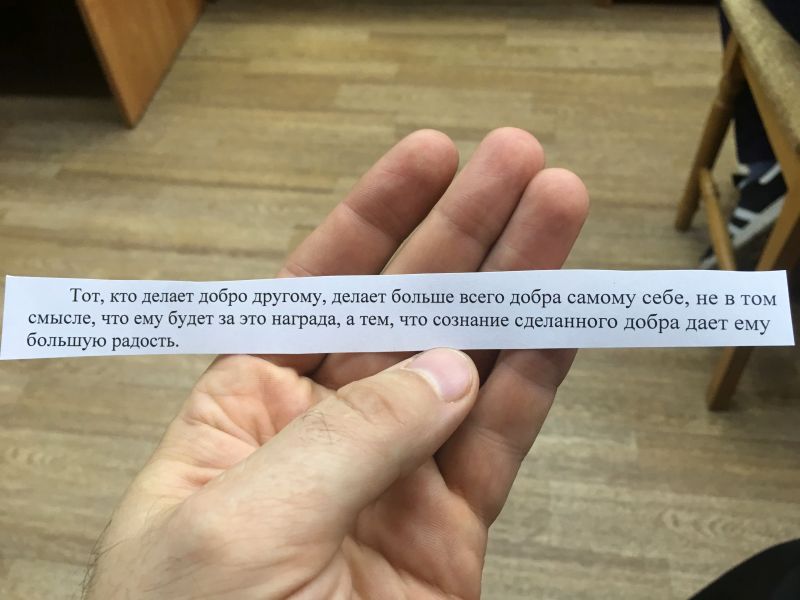 Тот, кто делает добро другому, делает больше всего добра самому себе, не в том
смысле, что ему будет за это награда, а тем, что сознание сделанного добра дает ему
большую радость.